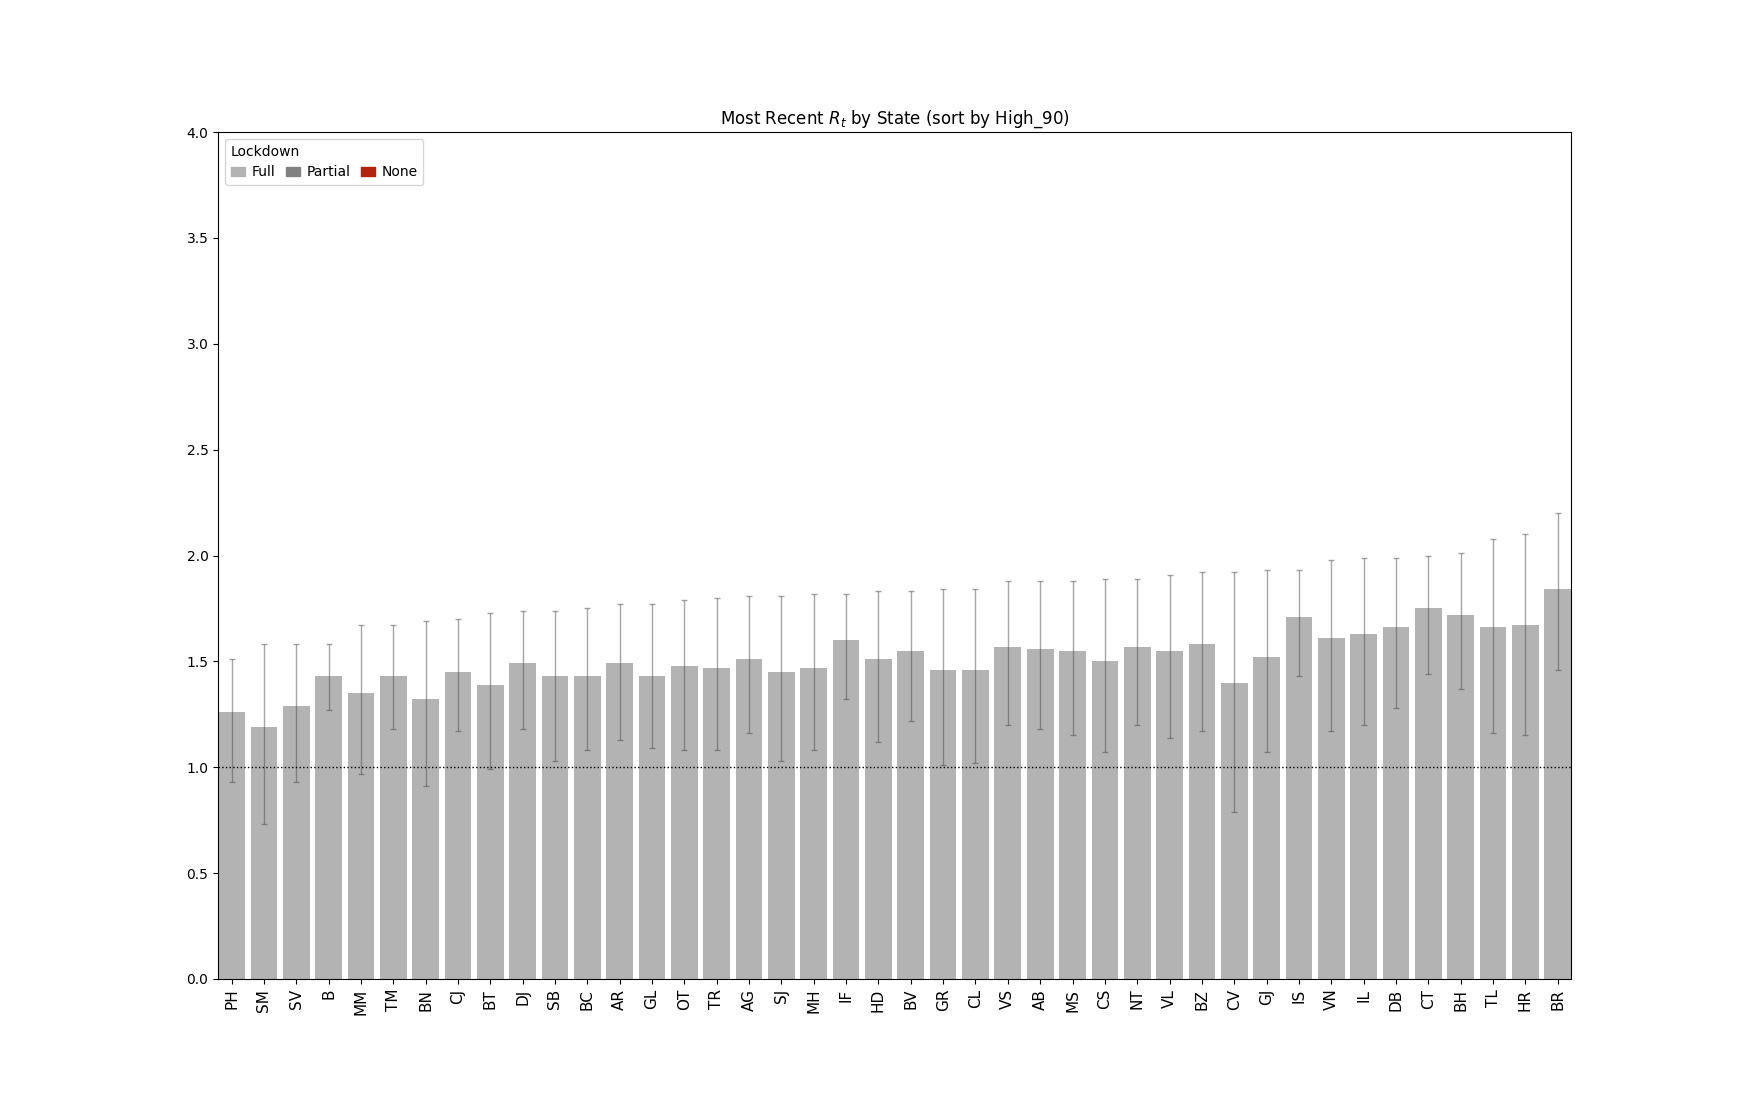 Most Recent R_t by State (sort by High_90)
Lockdown
Full Partial None
4.0
3.5
3.0
2.5
2.0
1.5
1.0
0.5
0.0
PH SM SV B MM TM BN CJ BT DJ SB BC AR GL OT TR AG SJ MH IF HD BV GR CL VS AB MS CS NT VL BZ CV GJ IS VN IL DB CT BH TL HR BR